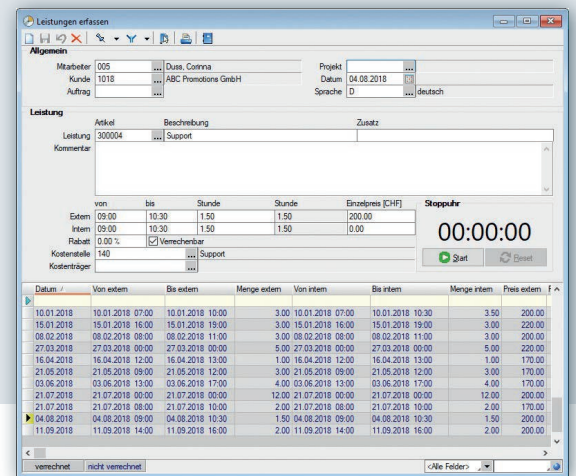 Leistungen erfassen
Allgemein
Mitarbeiter 005 ... Duss, Corinna Projekt ...
Kunde 1018 ... ABC Promotions GmbH Datum 04.08.2018
Auftrag ... Sprache D ... deutsch
Leistung
Artikel Beschreibung Zusatz
Leistung 300004 ... Support
Kommentar
von bis Stunde Stunde Einzelpreis [CHF] Stoppuhr
Extern 09:00 10:30 1.50 1.50 200.00
Intern 09:00 10:30 1.50 1.50 0.00
00:00:00
Rabatt 0.00 % Verrechenbar
Kostenstelle 140 ... Support
Start Reset
Kostenträger ...
Datum Von extern Bis extern Menge extern Von intern Bis intern Menge intern Preis extern F
10.01.2018 10.01.2018 07:00 10.01.2018 10:00 3.00 10.01.2018 07:00 10.01.2018 10:30 3.50 200.00
15.01.2018 15.01.2018 16:00 15.01.2018 19:00 3.00 15.01.2018 16:00 15.01.2018 19:00 3.00 220.00
08.02.2018 08.02.2018 08:00 08.02.2018 11:00 3.00 08.02.2018 08:00 08.02.2018 11:00 3.00 200.00
27.03.2018 27.03.2018 00:00 27.03.2018 00:00 5.00 27.03.2018 00:00 27.03.2018 00:00 5.00 220.00
16.04.2018 16.04.2018 12:00 16.04.2018 13:00 1.00 16.04.2018 12:00 16.04.2018 13:00 1.00 170.00
21.05.2018 21.05.2018 09:00 21.05.2018 12:00 3.00 21.05.2018 09:00 21.05.2018 12:00 3.00 170.00
03.06.2018 03.06.2018 13:00 03.06.2018 17:00 4.00 03.06.2018 13:00 03.06.2018 17:00 4.00 170.00
21.07.2018 21.07.2018 00:00 21.07.2018 00:00 12.00 21.07.2018 00:00 21.07.2018 00:00 12.00 200.00
21.07.2018 21.07.2018 08:00 21.07.2018 10:00 2.00 21.07.2018 08:00 21.07.2018 10:00 2.00 170.00
04.08.2018 04.08.2018 09:00 04.08.2018 10:30 1.50 04.08.2018 09:00 04.08.2018 10:30 1.50 200.00
11.09.2018 11.09.2018 14:00 11.09.2018 16:00 2.00 11.09.2018 14:00 11.09.2018 16:00 2.00 200.00
verrechnet nicht verrechnet <Alle Felder>